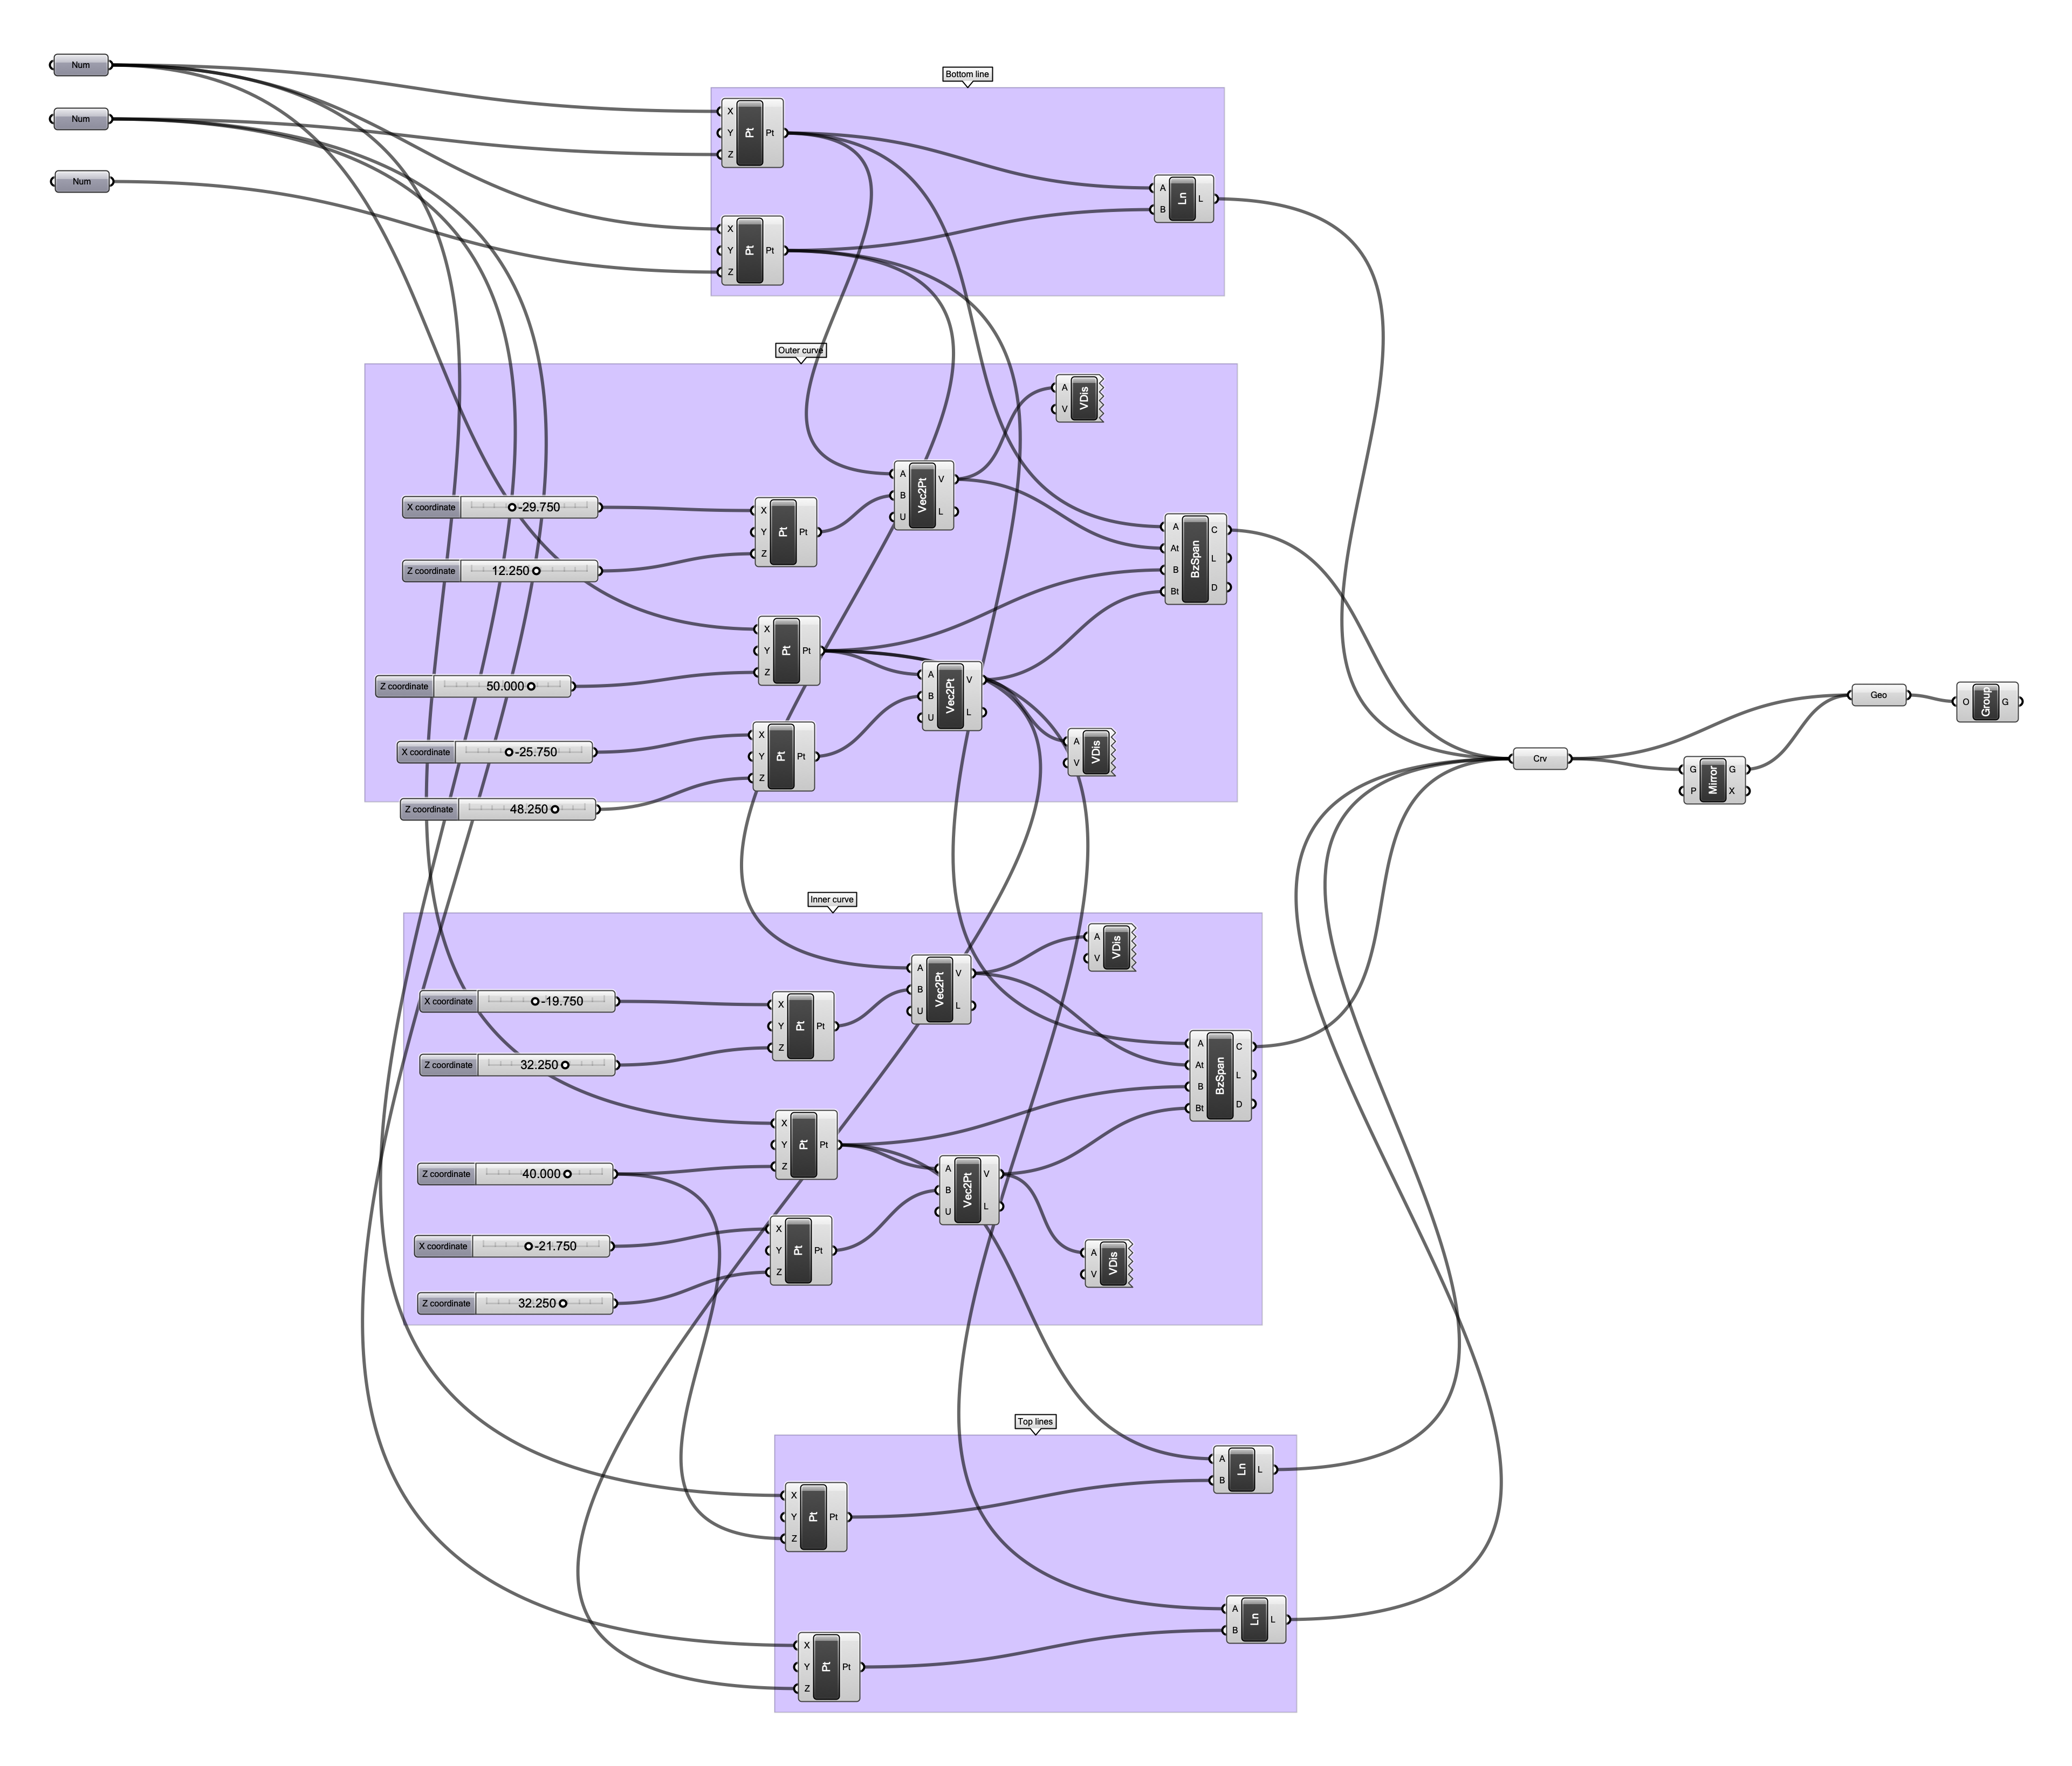 Num
Num
Num
Bottom line
X
Y
Z
Pt
Pt
X
Y
Z
Pt
Pt
A
B
Ln
L
Outer curve
A
V
VDis
X coordinate -29.750
Z coordinate 12.250
X
Y
Z
Pt
Pt
A
B
U
Vec2Pt
V
L
A
At
B
Bt
BzSpan
C
L
D
X
Y
Z
Pt
Pt
Z coordinate 50.000
A
B
U
Vec2Pt
V
L
X coordinate -25.750
Z coordinate 48.250
X
Y
Z
Pt
Pt
A
V
VDis
Crv
G
P
Mirror
G
X
Geo
O
Group
G
Inner curve
A
V
VDis
X coordinate -19.750
Z coordinate 32.250
X
Y
Z
Pt
Pt
A
B
U
Vec2Pt
V
L
A
At
B
Bt
BzSpan
C
L
D
X
Y
Z
Pt
Pt
Z coordinate 40.000
A
B
U
Vec2Pt
V
L
X coordinate -21.750
Z coordinate 32.250
X
Y
Z
Pt
Pt
A
V
VDis
Top lines
A
B
Ln
L
X
Y
Z
Pt
Pt
A
B
Ln
L
X
Y
Z
Pt
Pt